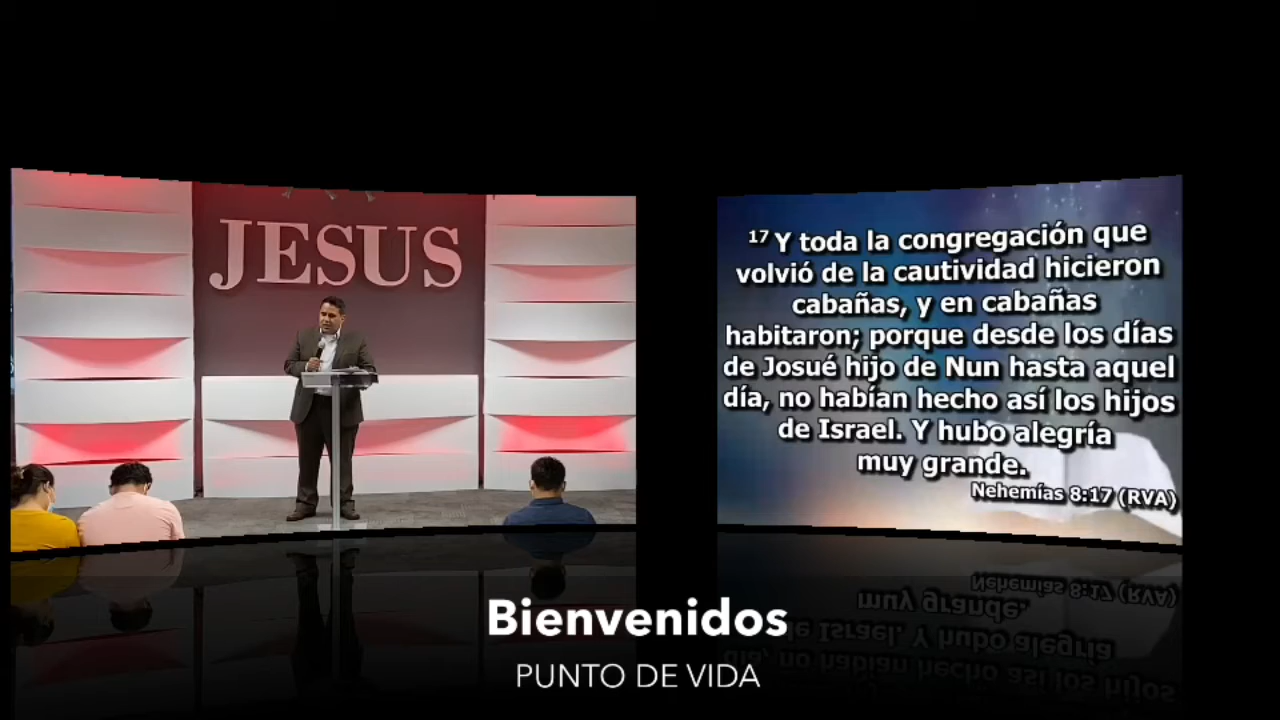 JESUS
17 Y toda la congregación que
volvió de la cautividad hicieron
cabañas, y en cabañas
habitaron; porque desde los días
de Josué hijo de Nun hasta aquel
día, no habían hecho así los hijos
de Israel. Y hubo alegría
muy grande.
Nehemías 8:17 (RVA)
Bienvenidos
PUNTO DE VIDA